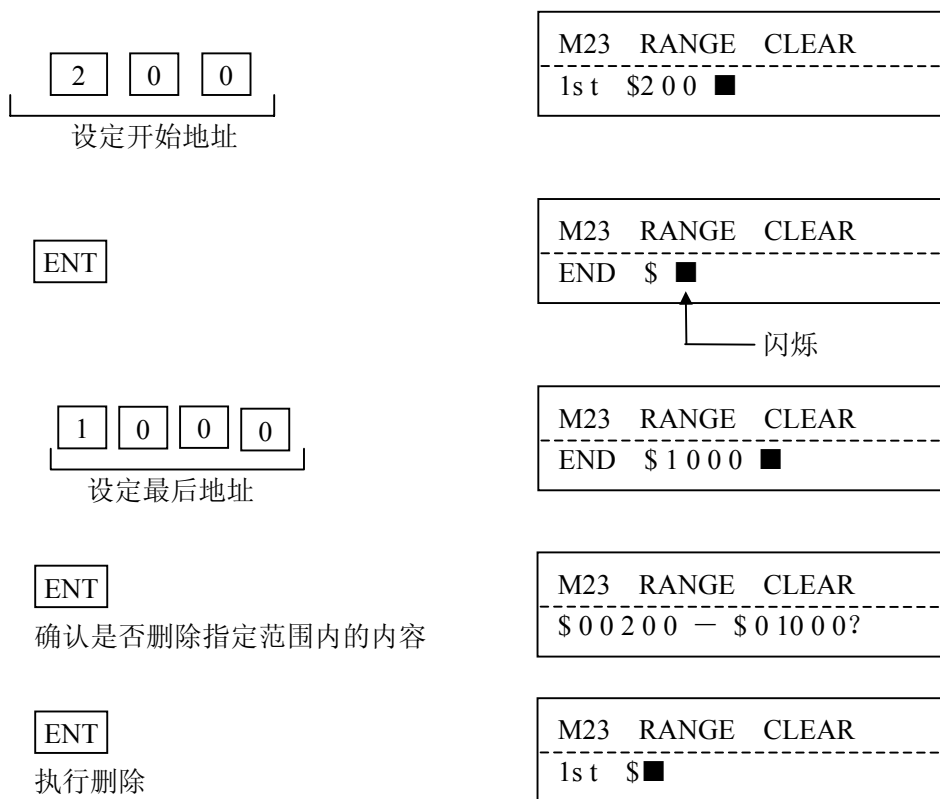 2 0 0
设定开始地址
M23 RANGE CLEAR
1st $200 ■
ENT
M23 RANGE CLEAR
END $ ■
闪烁
1 0 0 0
设定最后地址
M23 RANGE CLEAR
END $1000 ■
ENT
确认是否删除指定范围内的内容
M23 RANGE CLEAR
$00200 － $01000?
ENT
执行删除
M23 RANGE CLEAR
1st $■